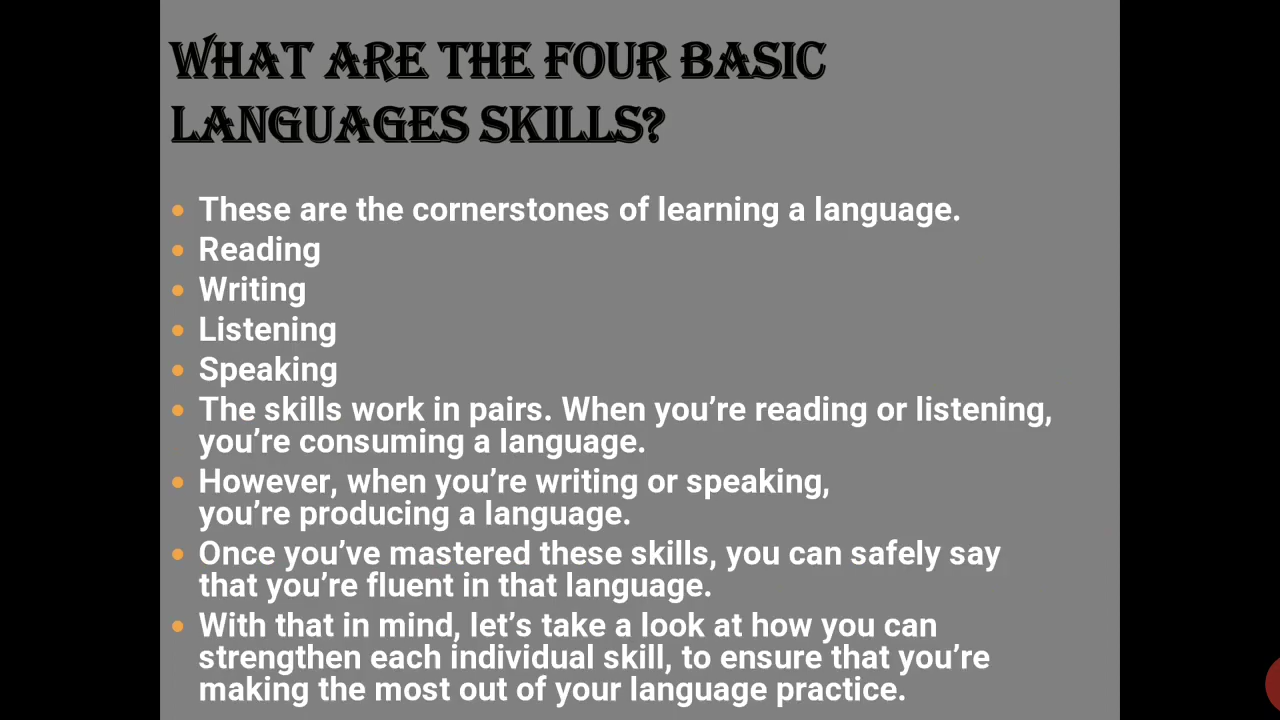 WHAT ARE THE FOUR BASIC
LANGUAGES SKILLS?
• These are the cornerstones of learning a language.
• Reading
• Writing
• Listening
• Speaking
• The skills work in pairs. When you’re reading or listening,
you’re consuming a language.
• However, when you’re writing or speaking,
you’re producing a language.
• Once you’ve mastered these skills, you can safely say
that you’re fluent in that language.
• With that in mind, let’s take a look at how you can
strengthen each individual skill, to ensure that you’re
making the most out of your language practice.